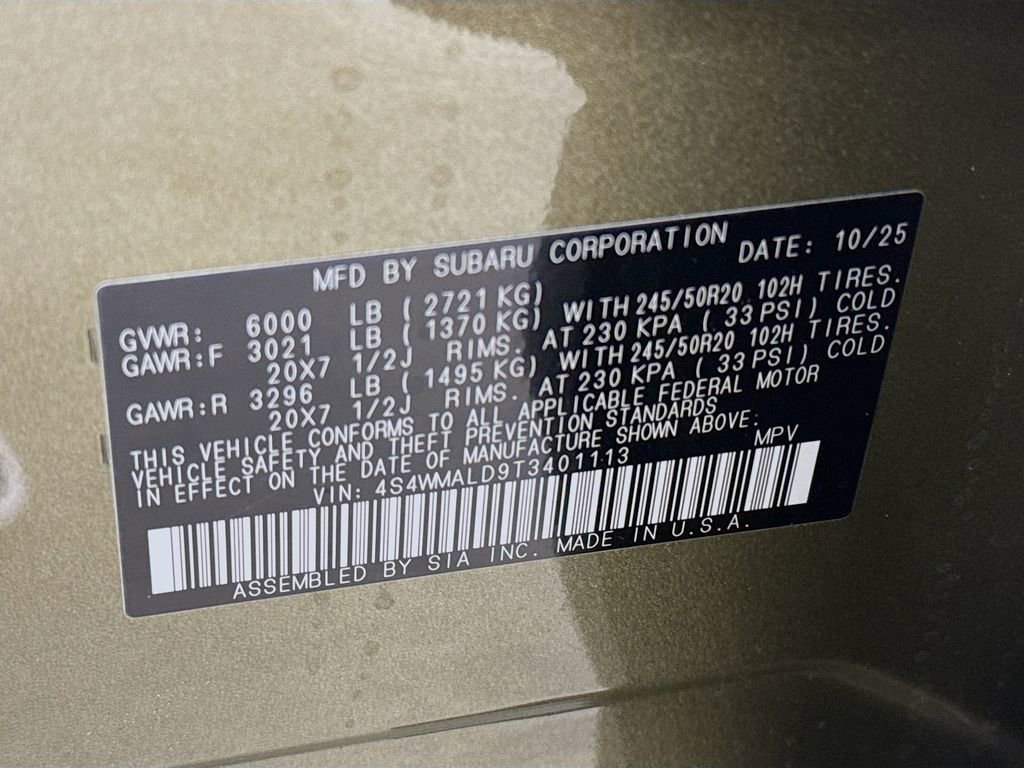 MFD BY SUBARU CORPORATION DATE: 10/25
GVWR: 6000 LB ( 2721 KG)
GAWR:F 3021 LB ( 1370 KG) WITH 245/50R20 102H TIRES.
20X7 1/2J RIMS. AT 230 KPA ( 33 PSI) COLD
GAWR:R 3296 LB ( 1495 KG) WITH 245/50R20 102H TIRES.
20X7 1/2J RIMS. AT 230 KPA ( 33 PSI) COLD
THIS VEHICLE CONFORMS TO ALL APPLICABLE FEDERAL MOTOR
VEHICLE SAFETY AND THEFT PREVENTION STANDARDS
IN EFFECT ON THE DATE OF MANUFACTURE SHOWN ABOVE.
VIN: 4S4WMALD9T3401113 MPV
ASSEMBLED BY SIA INC. MADE IN U.S.A.